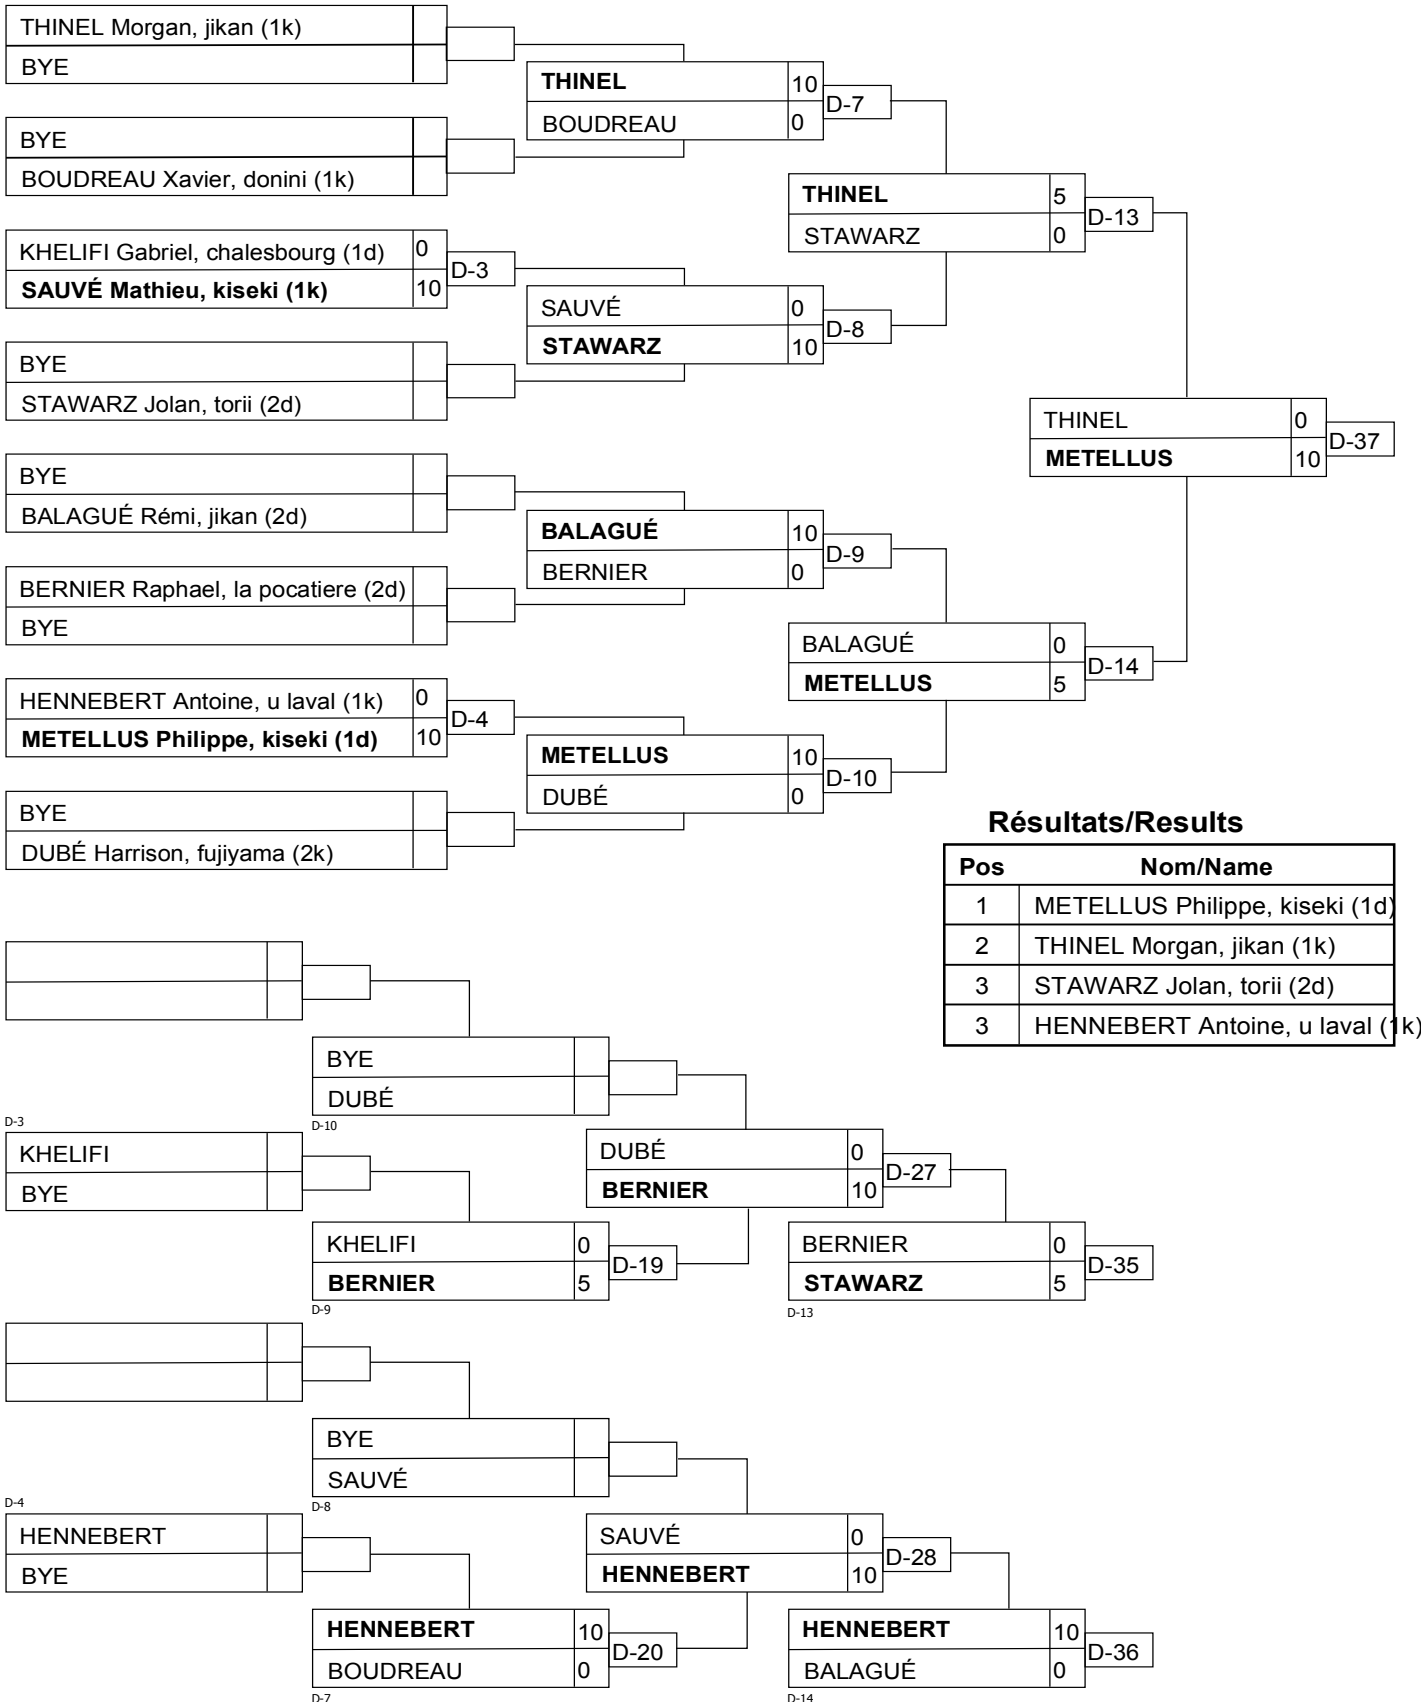 THINEL Morgan, jikan (1k)
BYE
THINEL 10
BOUDREAU 0
D-7
BYE
BOUDREAU Xavier, donini (1k)
THINEL 5
STAWARZ 0
D-13
KHELIFI Gabriel, chalesbourg (1d) 0
SAUVÉ Mathieu, kiseki (1k) 10
D-3
SAUVÉ 0
STAWARZ 10
D-8
BYE
STAWARZ Jolan, torii (2d)
THINEL 0
METELLUS 10
D-37
BYE
BALAGUÉ Rémi, jikan (2d)
BALAGUÉ 10
BERNIER 0
D-9
BERNIER Raphael, la pocatiere (2d)
BYE
BALAGUÉ 0
METELLUS 5
D-14
HENNEBERT Antoine, u laval (1k) 0
METELLUS Philippe, kiseki (1d) 10
D-4
METELLUS 10
DUBÉ 0
D-10
BYE
DUBÉ Harrison, fujiyama (2k)
Résultats/Results
Pos Nom/Name
1 METELLUS Philippe, kiseki (1d)
2 THINEL Morgan, jikan (1k)
3 STAWARZ Jolan, torii (2d)
3 HENNEBERT Antoine, u laval (1k)
BYE
DUBÉ
D-10
D-3
KHELIFI
BYE
DUBÉ 0
BERNIER 10
D-27
KHELIFI 0
BERNIER 5
D-19
D-9
BERNIER 0
STAWARZ 5
D-35
D-13
BYE
SAUVÉ
D-8
D-4
HENNEBERT
BYE
SAUVÉ 0
HENNEBERT 10
D-28
HENNEBERT 10
BOUDREAU 0
D-20
D-7
HENNEBERT 10
BALAGUÉ 0
D-36
D-14